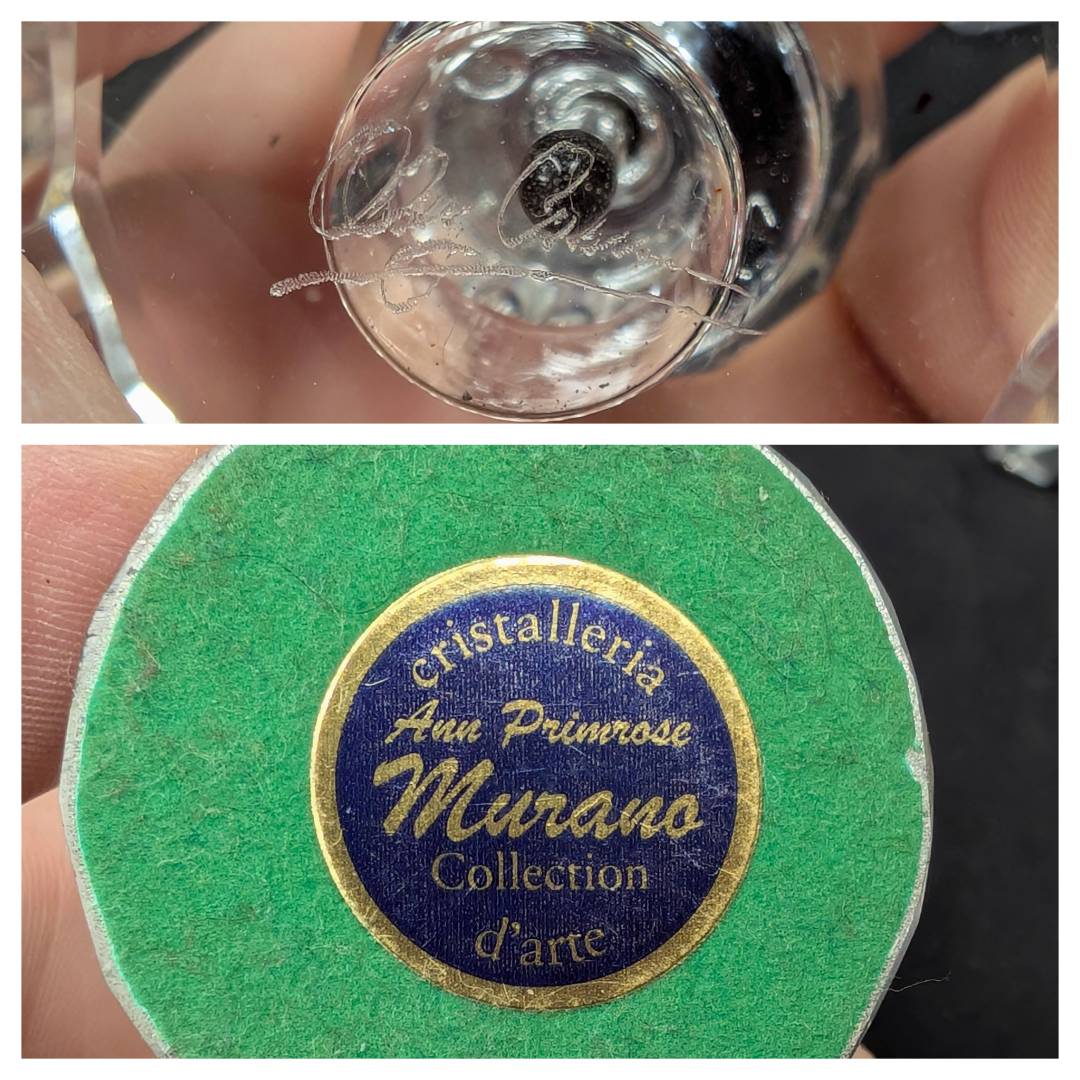 cristalleria
Ann Primrose
Murano
Collection
d'arte